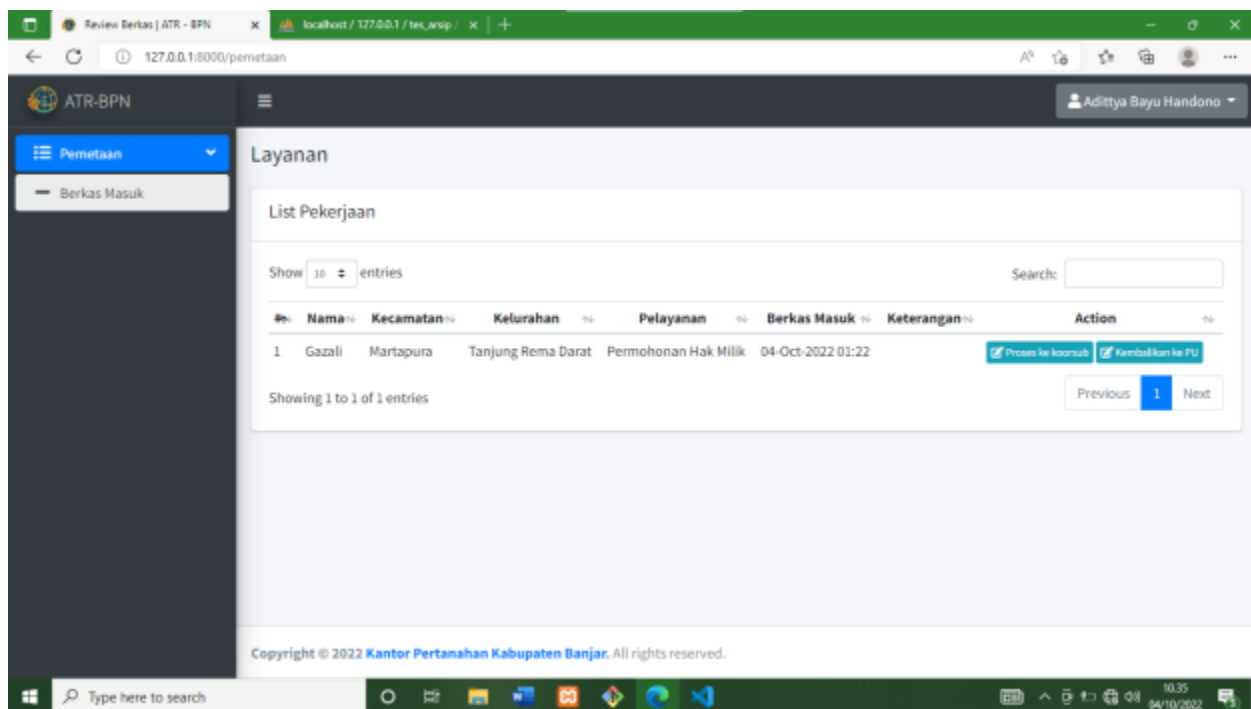 Review Berkas | ATR - BPN
localhost / 127.0.0.1 / tes_arsip /
127.0.0.1:8000/pemetaan
ATR-BPN
Adittya Bayu Handono
Pemetaan
Berkas Masuk
Layanan
List Pekerjaan
Show 10 entries
Search:
Nama Kecamatan Kelurahan Pelayanan Berkas Masuk Keterangan Action
1 Gazali Martapura Tanjung Rema Darat Permohonan Hak Milik 04-Oct-2022 01:22 Proses ke koorsub Kembalikan ke PU
Showing 1 to 1 of 1 entries
Previous 1 Next
Copyright © 2022 Kantor Pertanahan Kabupaten Banjar. All rights reserved.
Type here to search
10.35
04/10/2022